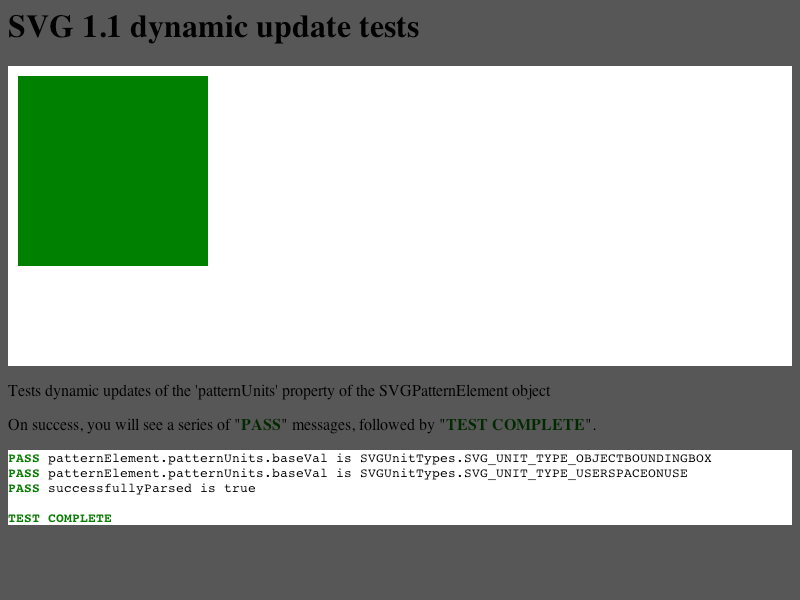 SVG 1.1 dynamic update tests
Tests dynamic updates of the 'patternUnits' property of the SVGPatternElement object
On success, you will see a series of "PASS" messages, followed by "TEST COMPLETE".
PASS patternElement.patternUnits.baseVal is SVGUnitTypes.SVG_UNIT_TYPE_OBJECTBOUNDINGBOX
PASS patternElement.patternUnits.baseVal is SVGUnitTypes.SVG_UNIT_TYPE_USERSPACEONUSE
PASS successfullyParsed is true
TEST COMPLETE